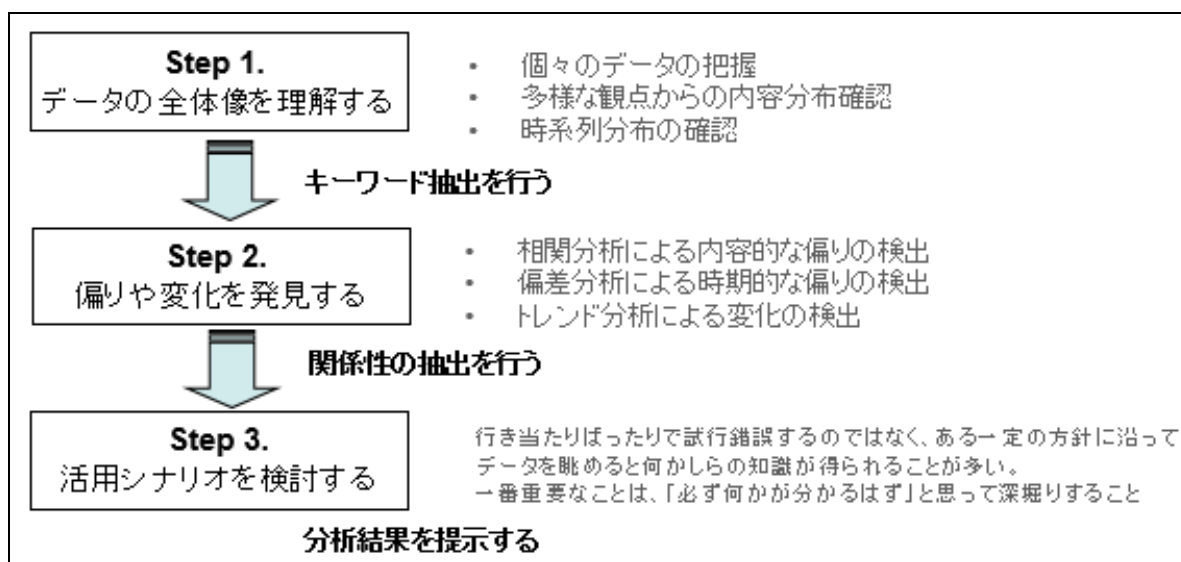 Step 1.
データの全体像を理解する
• 個々のデータの把握
• 多様な観点からの内容分布確認
• 時系列分布の確認
キーワード抽出を行う
Step 2.
偏りや変化を発見する
• 相関分析による内容的な偏りの検出
• 偏差分析による時期的な偏りの検出
• トレンド分析による変化の検出
関係性の抽出を行う
Step 3.
活用シナリオを検討する
行き当たりばったりで試行錯誤するのではなく、ある一定の方針に沿って
データを眺めると何かしらの知識が得られることが多い。
一番重要なことは、「必ず何かが分かるはず」と思って深堀りすること
分析結果を提示する